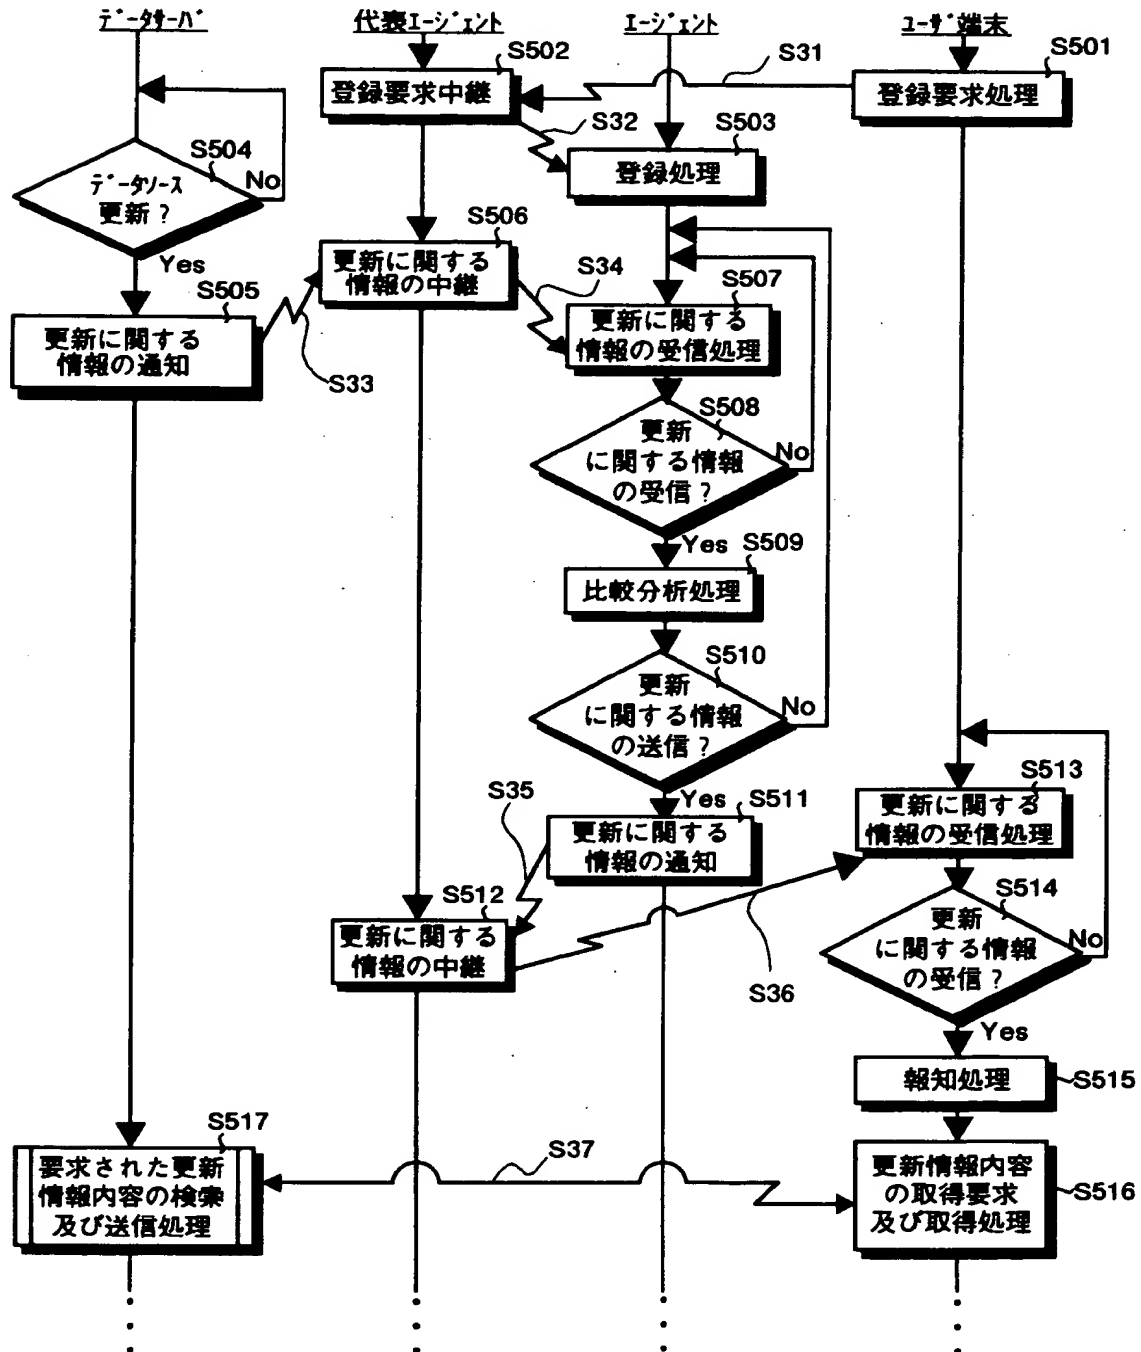 データサーバ
代表エージェント
エージェント
ユーザ端末
S502
S31
S501
登録要求中継
登録要求処理
S32
S503
登録処理
S504
データソース
更新？
No
Yes
S506
更新に関する
情報の中継
S34
S507
更新に関する
情報の受信処理
S505
更新に関する
情報の通知
S33
S508
更新
に関する情報
の受信？
No
Yes
S509
比較分析処理
S510
更新
に関する情報
の送信？
No
Yes
S511
更新に関する
情報の通知
S35
S513
更新に関する
情報の受信処理
S512
更新に関する
情報の中継
S36
S514
更新
に関する情報
の受信？
No
Yes
報知処理
S515
S517
要求された更新
情報内容の検索
及び送信処理
S37
更新情報内容
の取得要求
及び取得処理
S516